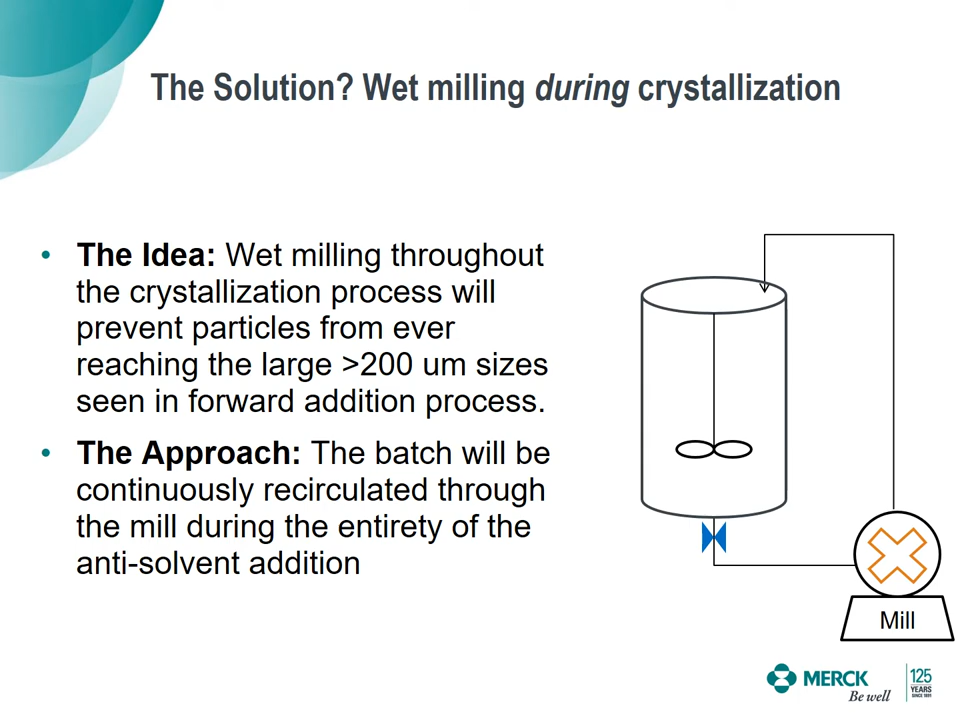 The Solution? Wet milling during crystallization
• The Idea: Wet milling throughout
the crystallization process will
prevent particles from ever
reaching the large >200 um sizes
seen in forward addition process.
• The Approach: The batch will be
continuously recirculated through
the mill during the entirety of the
anti-solvent addition
Mill
MERCK
Be well
125
YEARS
SINCE 1891